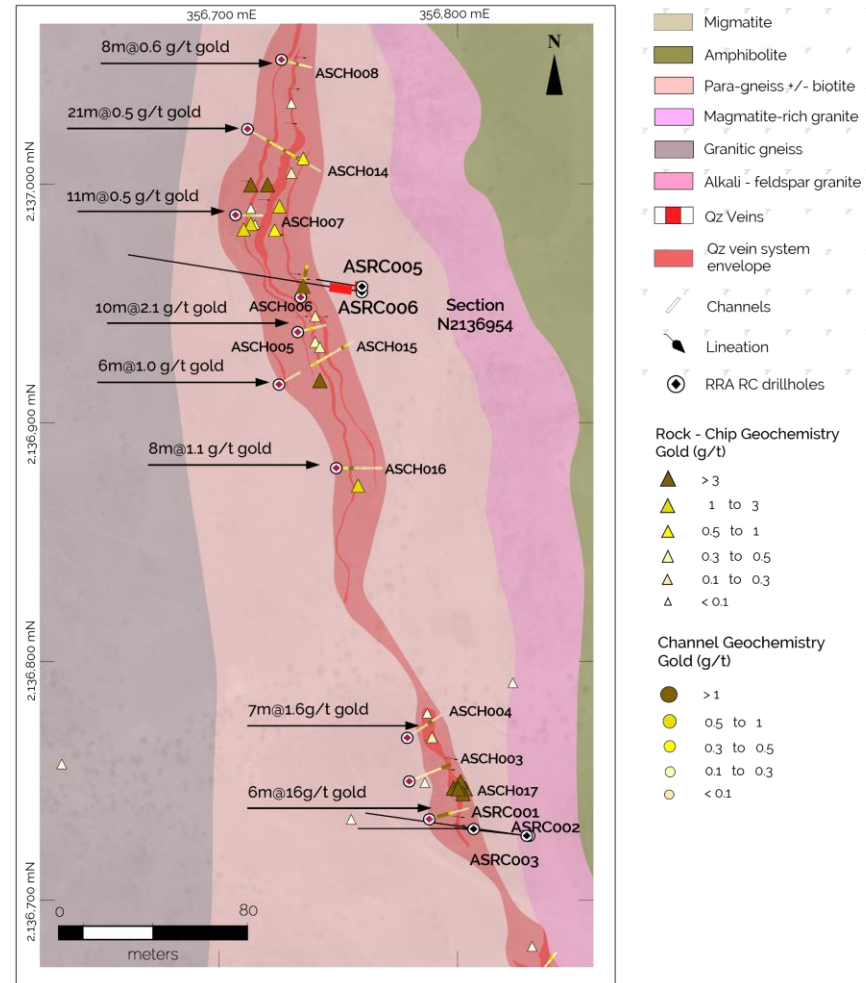 356,700 mE
356,800 mE
8m@0.6 g/t gold
ASCH008
N
21m@0.5 g/t gold
ASCH014
2,137,000 mN
11m@0.5 g/t gold
ASCH007
ASRC005
ASCH006
ASRC006
Section
N2136954
10m@2.1g/t gold
ASCH005
ASCH015
6m@1.0 g/t gold
2,136,900 mN
8m@1.1 g/t gold
ASCH016
2,136,800 mN
7m@1.6g/t gold
ASCH004
ASCH003
ASCH017
6m@16g/t gold
ASRC001
ASRC002
ASRC003
2,136,700 mN
0
80
meters
Migmatite
Amphibolite
Para-gneiss +/- biotite
Magmatite-rich granite
Granitic gneiss
Alkali - feldspar granite
Qz Veins
Qz vein system
envelope
Channels
Lineation
RRA RC drillholes
Rock - Chip Geochemistry
Gold (g/t)
> 3
1 to 3
0.5 to 1
0.3 to 0.5
0.1 to 0.3
< 0.1
Channel Geochemistry
Gold (g/t)
> 1
0.5 to 1
0.3 to 0.5
0.1 to 0.3
< 0.1